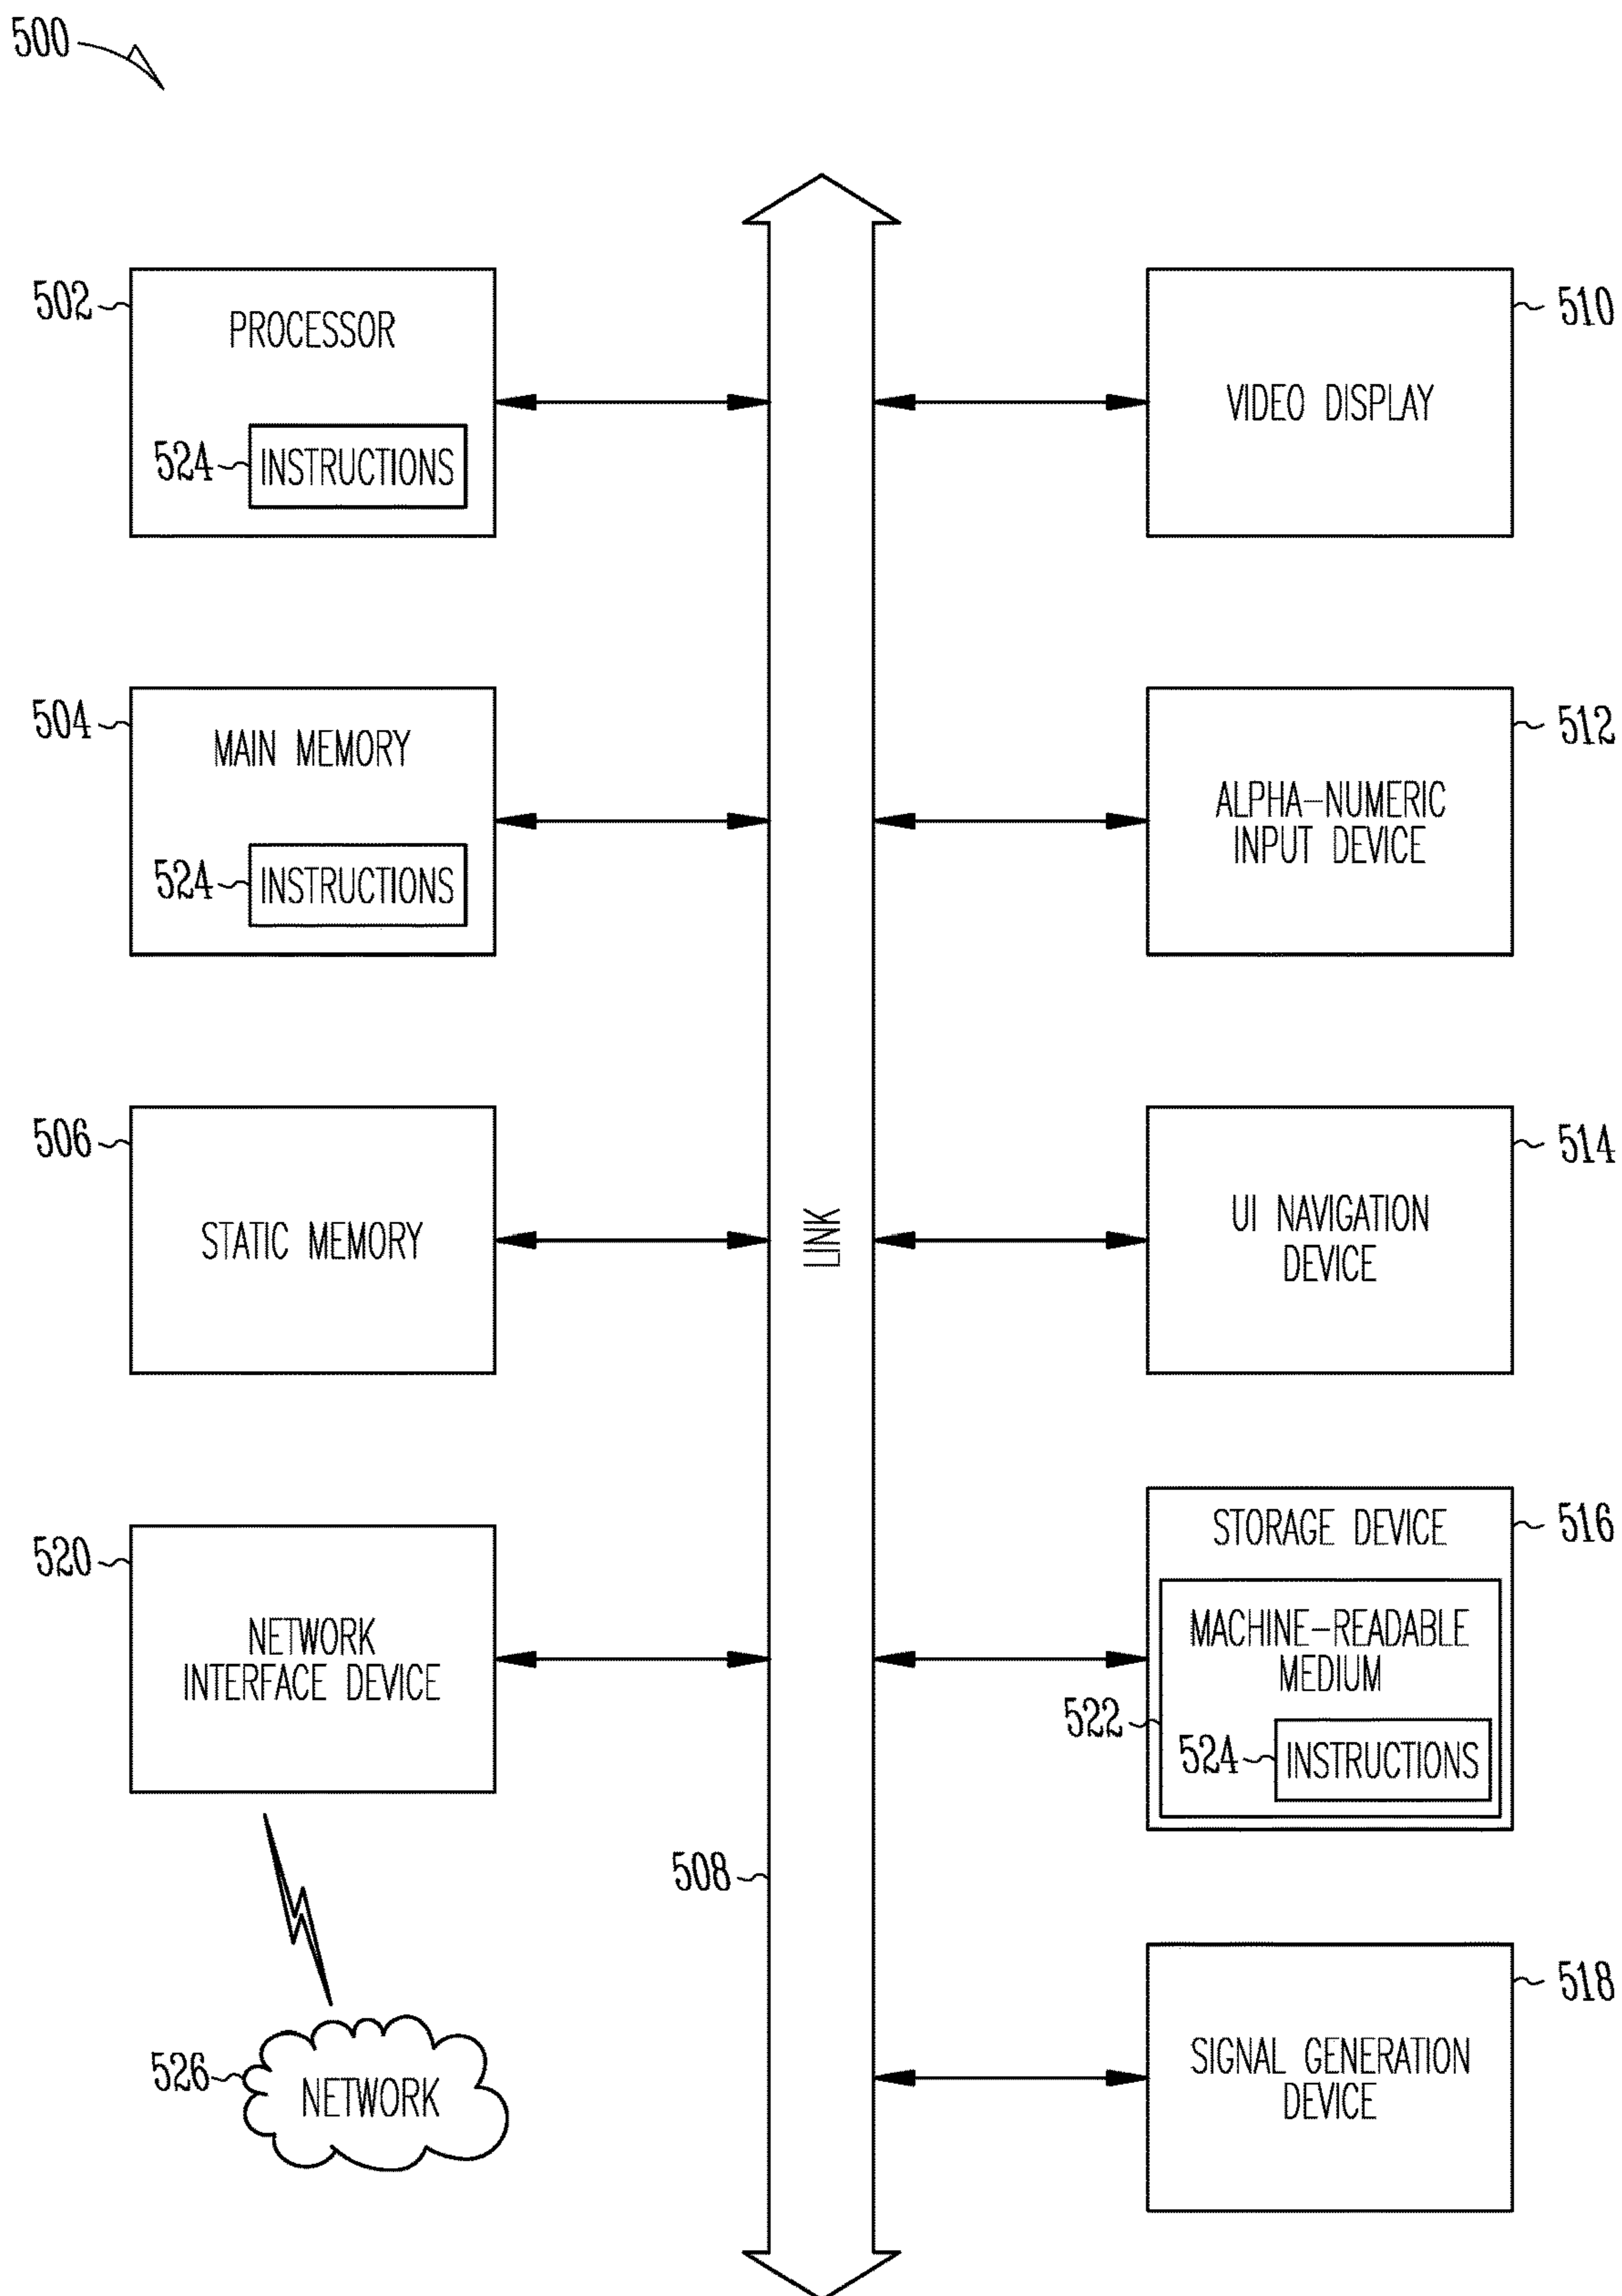 500
502
PROCESSOR
524
INSTRUCTIONS
504
MAIN MEMORY
524
INSTRUCTIONS
506
STATIC MEMORY
520
NETWORK
INTERFACE DEVICE
526
NETWORK
LINK
508
510
VIDEO DISPLAY
512
ALPHA-NUMERIC
INPUT DEVICE
514
UI NAVIGATION
DEVICE
516
STORAGE DEVICE
MACHINE-READABLE
MEDIUM
522
524
INSTRUCTIONS
518
SIGNAL GENERATION
DEVICE